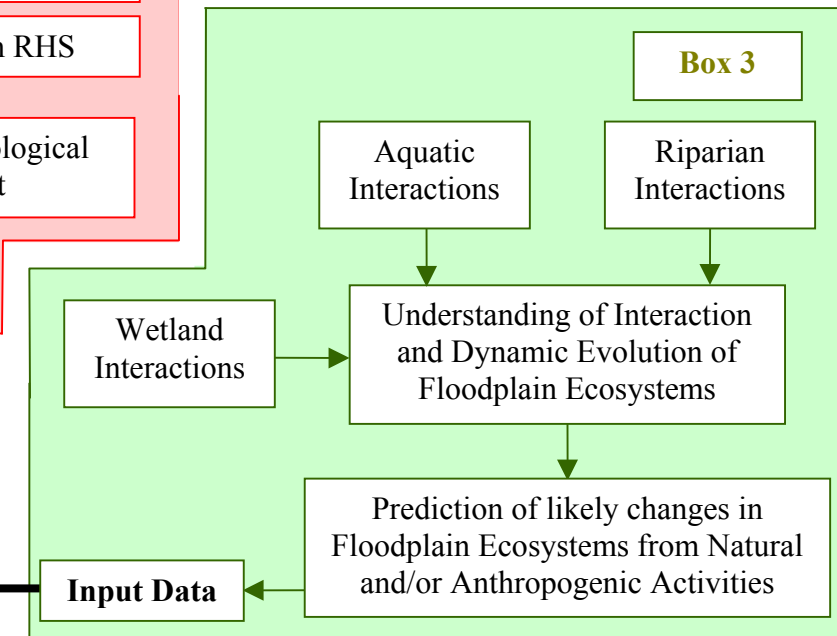 RHS
Box 3
Aquatic
Interactions
Riparian
Interactions
Wetland
Interactions
Understanding of Interaction
and Dynamic Evolution of
Floodplain Ecosystems
Prediction of likely changes in
Floodplain Ecosystems from Natural
and/or Anthropogenic Activities
Input Data